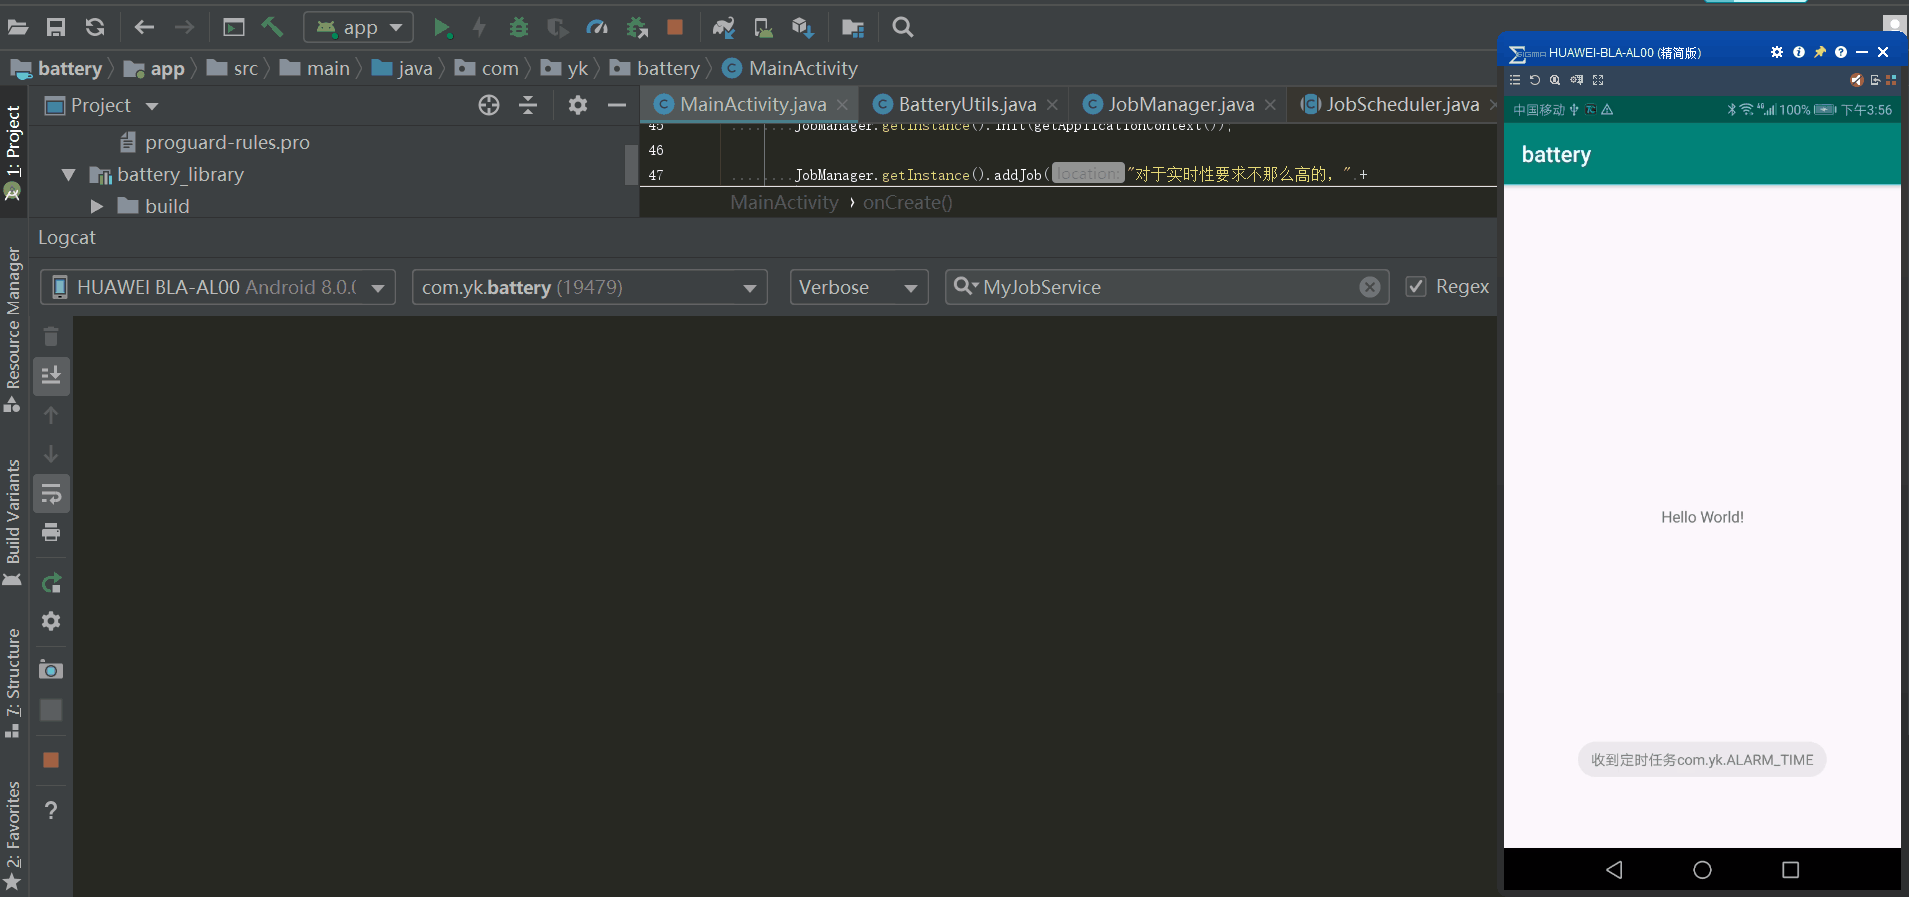 app
battery app src main java com yk battery MainActivity
1: Project
Project
MainActivity.java
BatteryUtils.java
JobManager.java
JobScheduler.java
proguard-rules.pro
battery_library
build
45 JobManager.getInstance().init(getApplicationContext());
46
47 JobManager.getInstance().addJob( location: "对于实时性要求不那么高的，" +
MainActivity › onCreate()
Logcat
HUAWEI BLA-AL00 Android 8.0.(
com.yk.battery (19479)
Verbose
MyJobService
Regex
Resource Manager
Build Variants
7: Structure
2: Favorites
HUAWEI-BLA-AL00 (精简版)
中国移动
4G
100%
下午3:56
battery
Hello World!
收到定时任务com.yk.ALARM_TIME